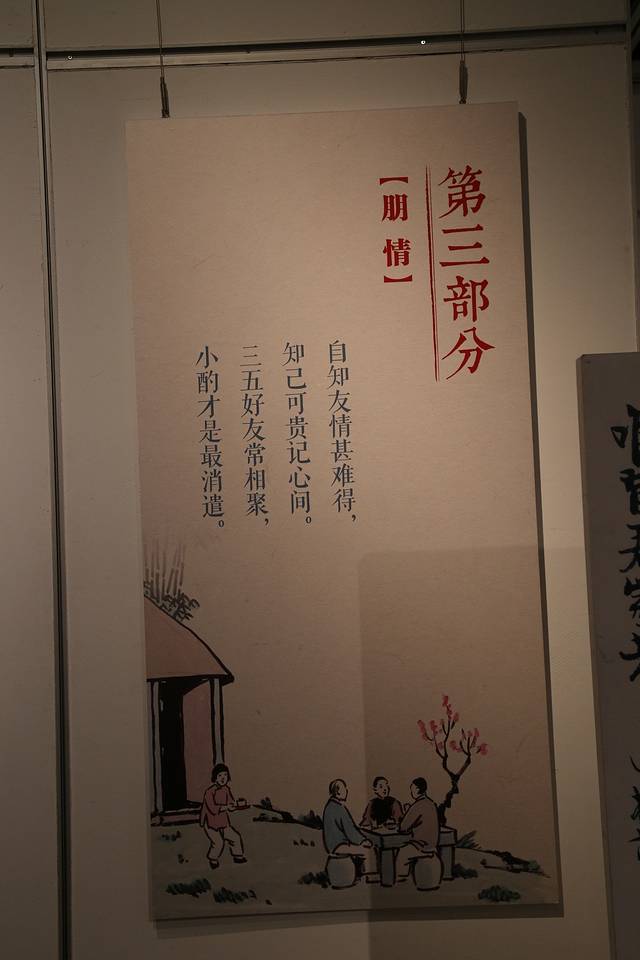 第三部分
【朋情】
自知友情甚难得，
知己可贵记心间。
三五好友常相聚，
小酌才是最消遣。